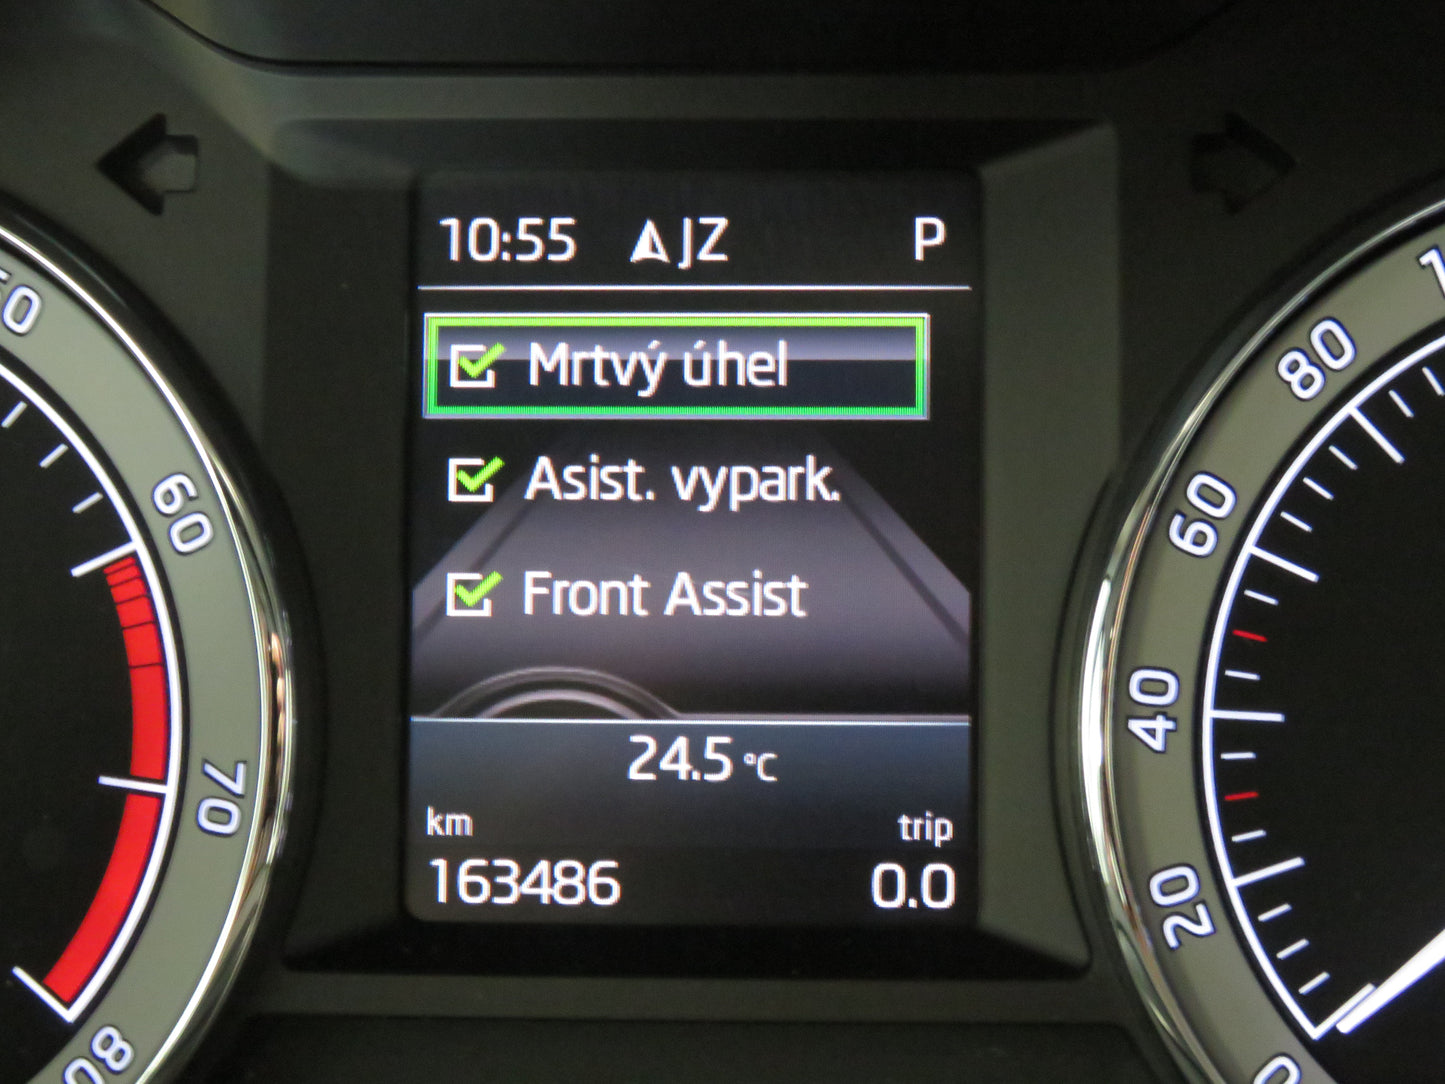 10:55 JZ P
Mrtvý úhel
Asist. vypark.
Front Assist
24.5 °C
km trip
163486 0.0
60
70
80
80
60
40
20